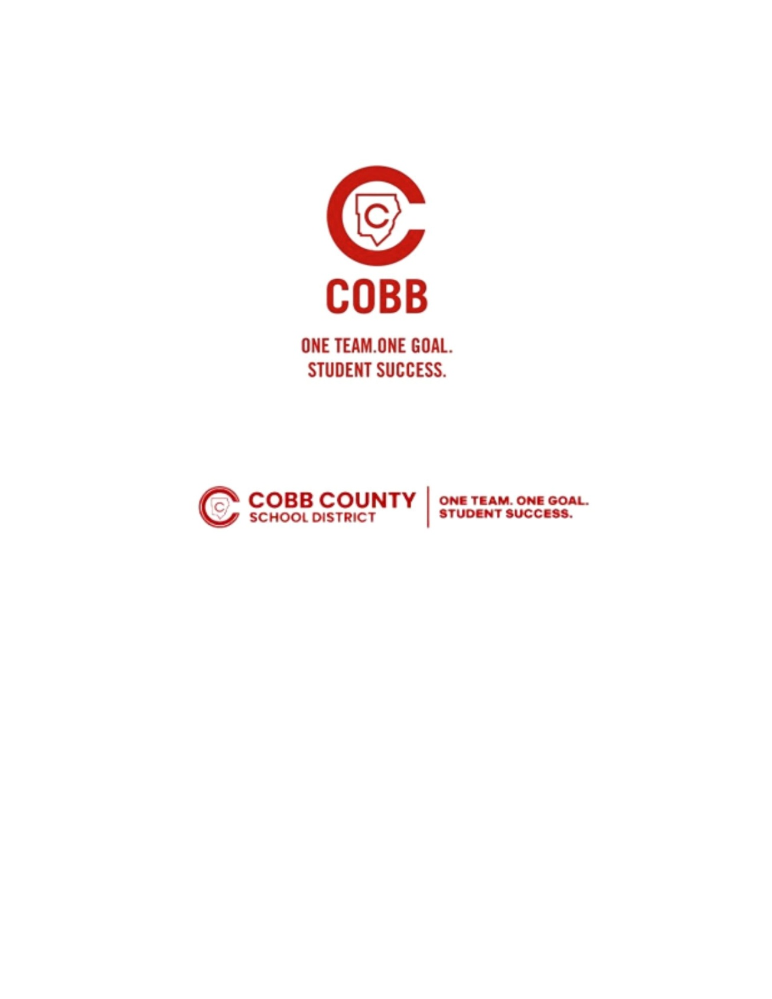 C
COBB
ONE TEAM.ONE GOAL.
STUDENT SUCCESS.
C
COBB COUNTY
SCHOOL DISTRICT
ONE TEAM. ONE GOAL.
STUDENT SUCCESS.